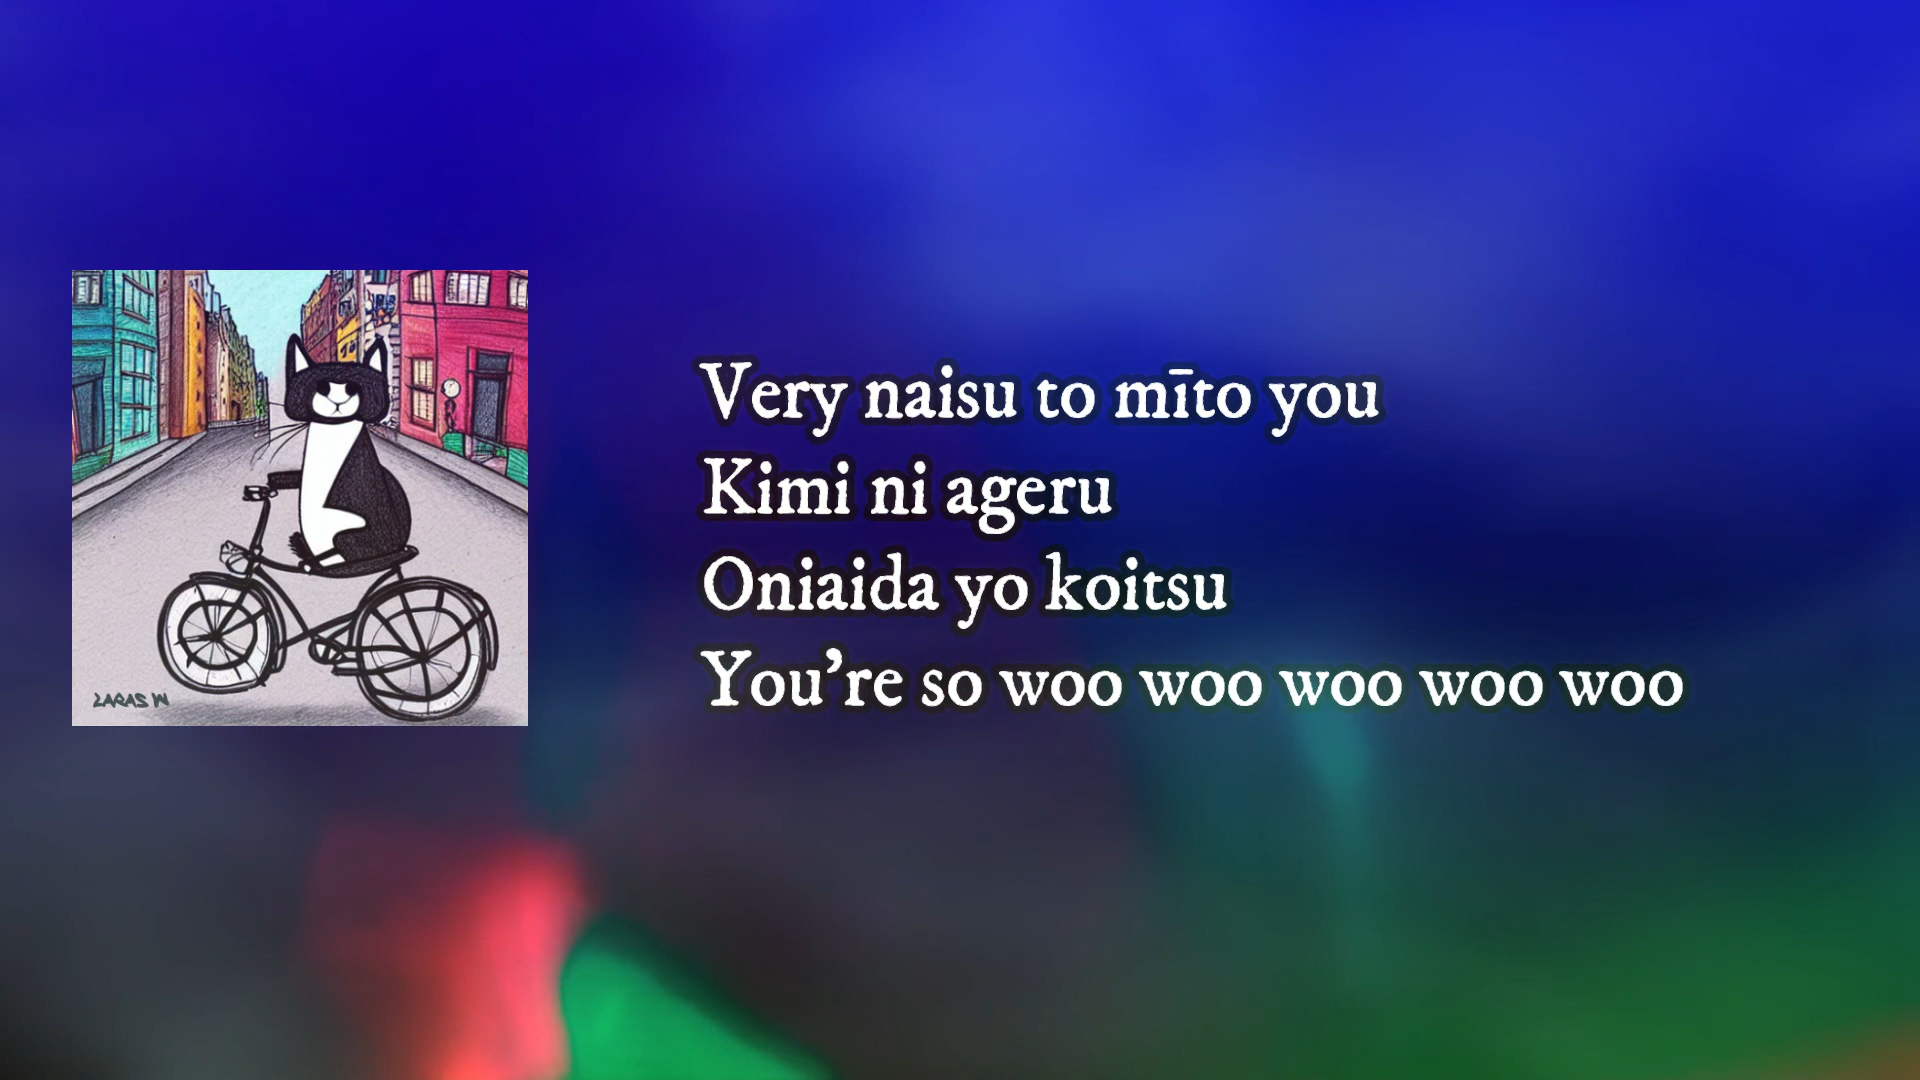 Very naisu to mīto you
Kimi ni ageru
Oniaida yo koitsu
You're so woo woo woo woo woo
LARAS W